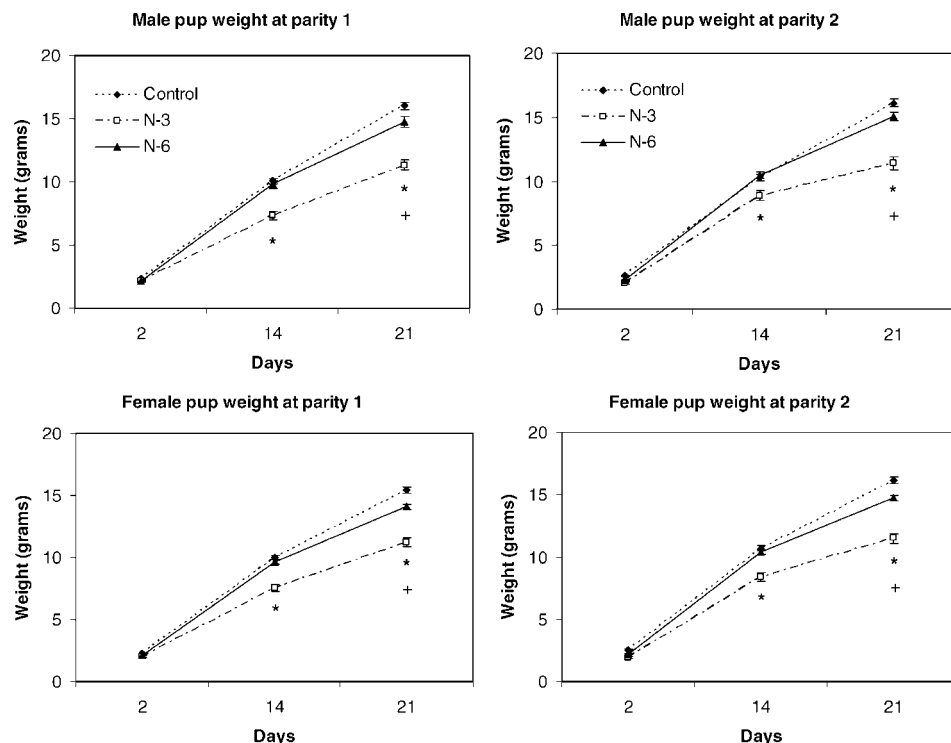 Male pup weight at parity 1
20
15
10
5
0
Weight (grams)
Control
N-3
N-6
*
*
+
2 14 21
Days
Male pup weight at parity 2
20
15
10
5
0
Weight (grams)
Control
N-3
N-6
*
*
+
2 14 21
Days
Female pup weight at parity 1
20
15
10
5
0
Weight (grams)
*
*
+
2 14 21
Days
Female pup weight at parity 2
20
15
10
5
0
Weight (grams)
*
*
+
2 14 21
Days